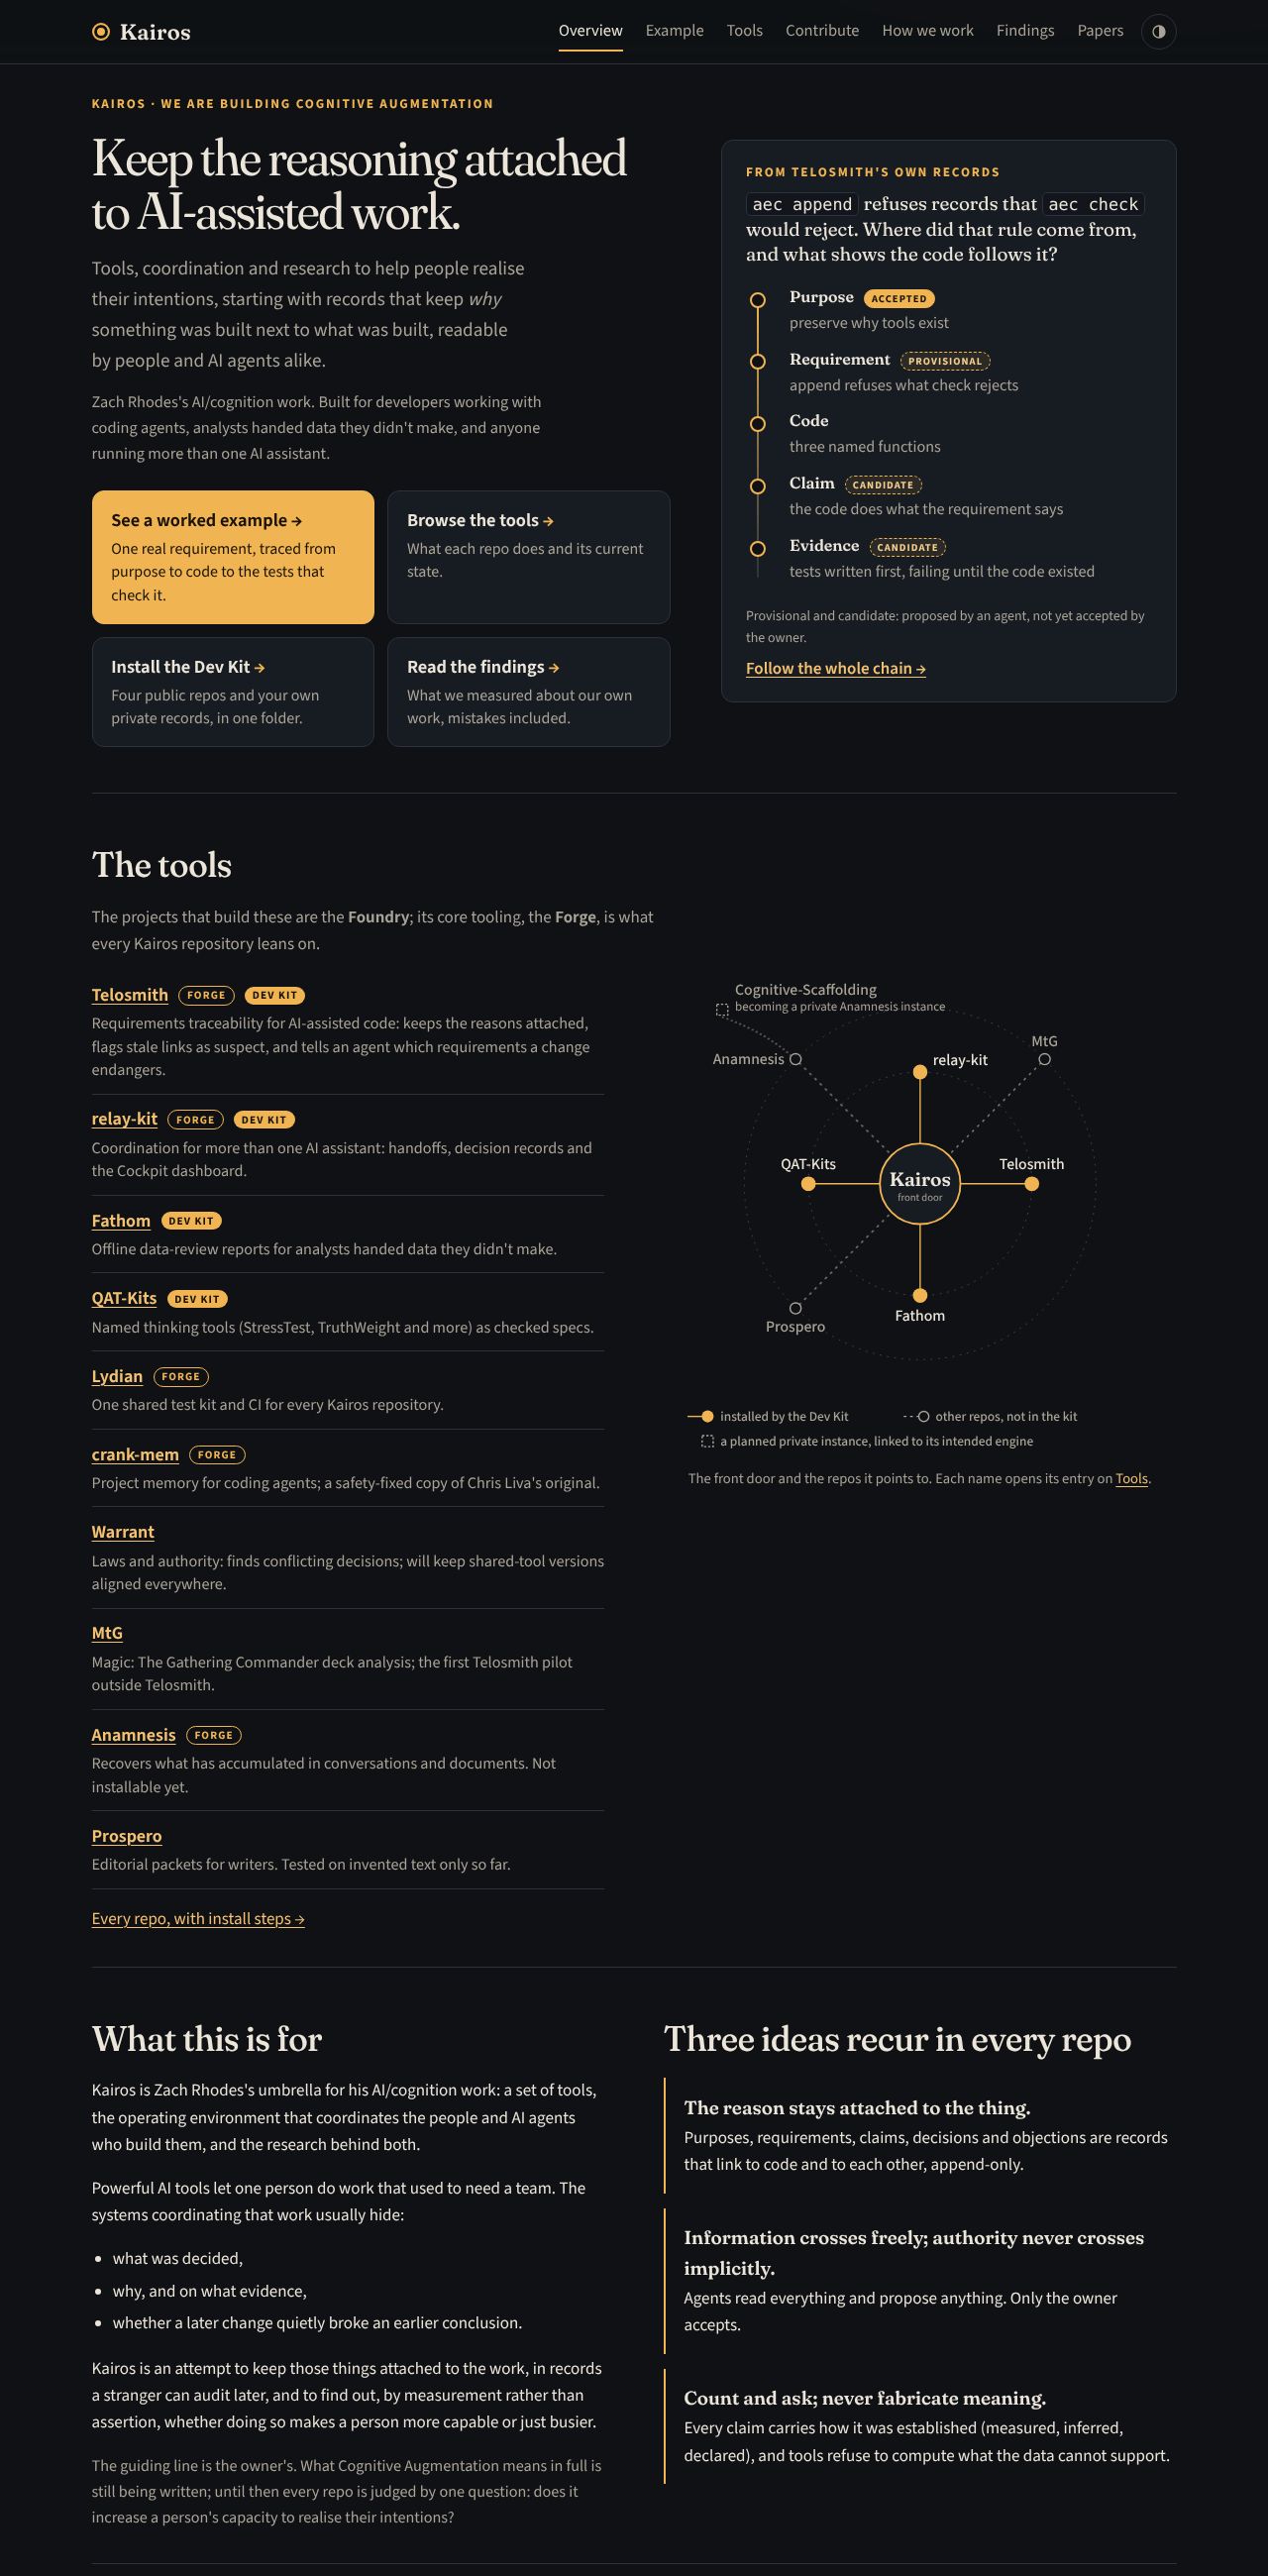 Kairos
Overview
Example
Tools
Contribute
How we work
Findings
Papers
KAIROS · WE ARE BUILDING COGNITIVE AUGMENTATION
Keep the reasoning attached
to AI-assisted work.
Tools, coordination and research to help people realise
their intentions, starting with records that keep why
something was built next to what was built, readable
by people and AI agents alike.
Zach Rhodes's AI/cognition work. Built for developers working with
coding agents, analysts handed data they didn't make, and anyone
running more than one AI assistant.
See a worked example →
One real requirement, traced from
purpose to code to the tests that
check it.
Browse the tools →
What each repo does and its current
state.
Install the Dev Kit →
Four public repos and your own
private records, in one folder.
Read the findings →
What we measured about our own
work, mistakes included.
FROM TELOSMITH'S OWN RECORDS
aec append refuses records that aec check
would reject. Where did that rule come from,
and what shows the code follows it?
Purpose ACCEPTED
preserve why tools exist
Requirement PROVISIONAL
append refuses what check rejects
Code
three named functions
Claim CANDIDATE
the code does what the requirement says
Evidence CANDIDATE
tests written first, failing until the code existed
Provisional and candidate: proposed by an agent, not yet accepted by
the owner.
Follow the whole chain →
The tools
The projects that build these are the Foundry; its core tooling, the Forge, is what
every Kairos repository leans on.
Telosmith FORGE DEV KIT
Requirements traceability for AI-assisted code: keeps the reasons attached,
flags stale links as suspect, and tells an agent which requirements a change
endangers.
relay-kit FORGE DEV KIT
Coordination for more than one AI assistant: handoffs, decision records and
the Cockpit dashboard.
Fathom DEV KIT
Offline data-review reports for analysts handed data they didn't make.
QAT-Kits DEV KIT
Named thinking tools (StressTest, TruthWeight and more) as checked specs.
Lydian FORGE
One shared test kit and CI for every Kairos repository.
crank-mem FORGE
Project memory for coding agents; a safety-fixed copy of Chris Liva's original.
Warrant
Laws and authority: finds conflicting decisions; will keep shared-tool versions
aligned everywhere.
MtG
Magic: The Gathering Commander deck analysis; the first Telosmith pilot
outside Telosmith.
Anamnesis FORGE
Recovers what has accumulated in conversations and documents. Not
installable yet.
Prospero
Editorial packets for writers. Tested on invented text only so far.
Every repo, with install steps →
Cognitive-Scaffolding
becoming a private Anamnesis instance
MtG
Anamnesis
relay-kit
QAT-Kits
Telosmith
Kairos
front door
Fathom
Prospero
installed by the Dev Kit
other repos, not in the kit
a planned private instance, linked to its intended engine
The front door and the repos it points to. Each name opens its entry on Tools.
What this is for
Kairos is Zach Rhodes's umbrella for his AI/cognition work: a set of tools,
the operating environment that coordinates the people and AI agents
who build them, and the research behind both.
Powerful AI tools let one person do work that used to need a team. The
systems coordinating that work usually hide:
• what was decided,
• why, and on what evidence,
• whether a later change quietly broke an earlier conclusion.
Kairos is an attempt to keep those things attached to the work, in records
a stranger can audit later, and to find out, by measurement rather than
assertion, whether doing so makes a person more capable or just busier.
The guiding line is the owner's. What Cognitive Augmentation means in full is
still being written; until then every repo is judged by one question: does it
increase a person's capacity to realise their intentions?
Three ideas recur in every repo
The reason stays attached to the thing.
Purposes, requirements, claims, decisions and objections are records
that link to code and to each other, append-only.
Information crosses freely; authority never crosses
implicitly.
Agents read everything and propose anything. Only the owner
accepts.
Count and ask; never fabricate meaning.
Every claim carries how it was established (measured, inferred,
declared), and tools refuse to compute what the data cannot support.